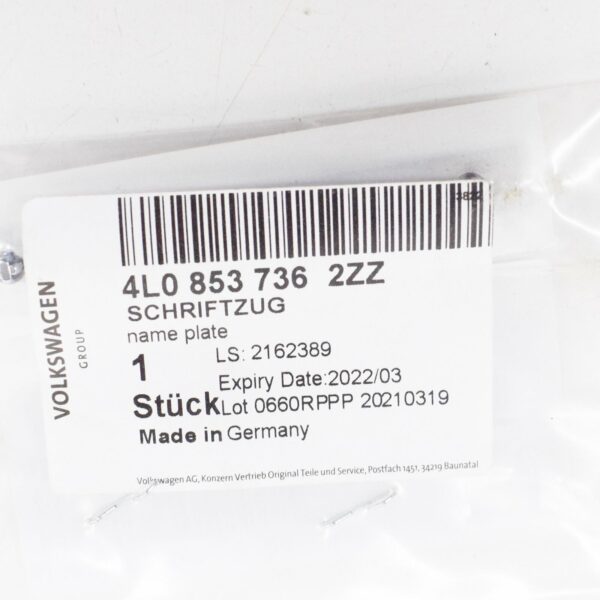 4L0 853 736 2ZZ
SCHRIFTZUG
name plate
1
LS: 2162389
Expiry Date:2022/03
Stück
Lot 0660RPPP 20210319
Made in Germany
Volkswagen AG, Konzern Vertrieb Original Teile und Service, Postfach 1451, 34219 Baunatal
VOLKSWAGEN
GROUP